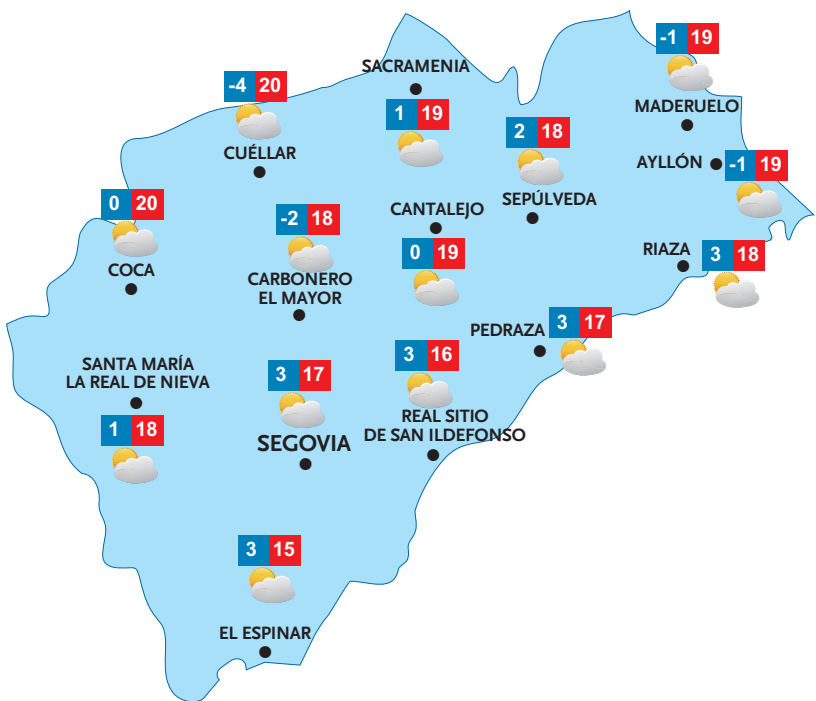 -1 19
MADERUELO
SACRAMENIA
1 19
-4 20
CUÉLLAR
2 18
SEPÚLVEDA
AYLLÓN
-1 19
0 20
COCA
-2 18
CARBONERO
EL MAYOR
CANTALEJO
0 19
RIAZA
3 18
PEDRAZA
3 17
SANTA MARÍA
LA REAL DE NIEVA
1 18
3 17
SEGOVIA
3 16
REAL SITIO
DE SAN ILDEFONSO
3 15
EL ESPINAR